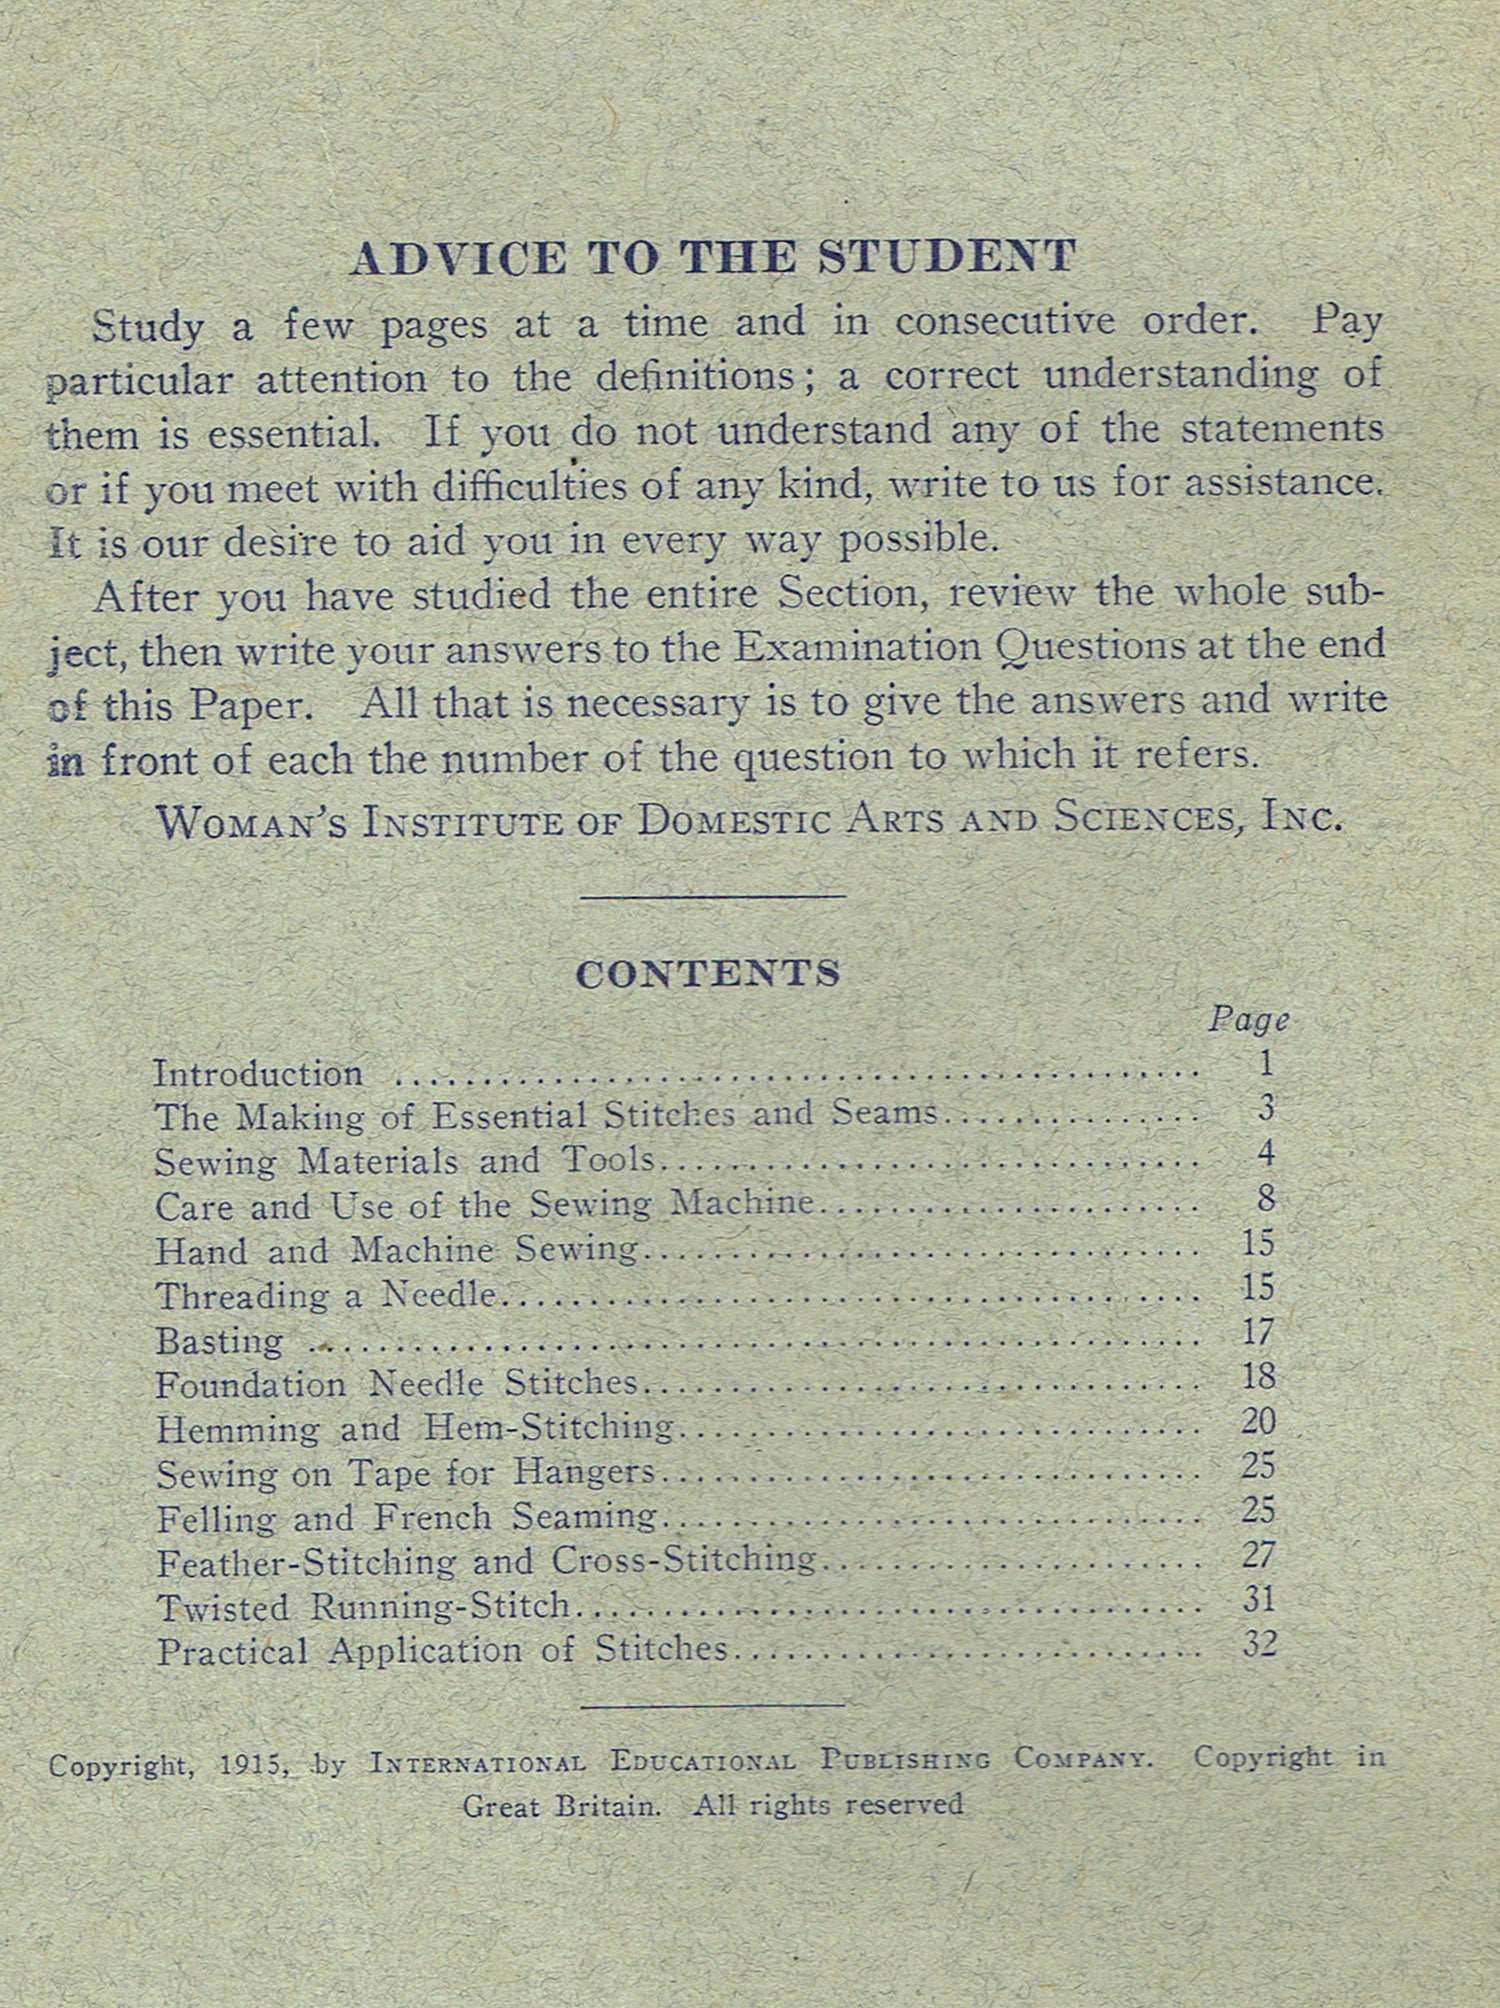 ADVICE TO THE STUDENT
Study a few pages at a time and in consecutive order. Pay
particular attention to the definitions; a correct understanding of
them is essential. If you do not understand any of the statements
or if you meet with difficulties of any kind, write to us for assistance.
It is our desire to aid you in every way possible.
After you have studied the entire Section, review the whole sub-
ject, then write your answers to the Examination Questions at the end
of this Paper. All that is necessary is to give the answers and write
in front of each the number of the question to which it refers.
WOMAN'S INSTITUTE OF DOMESTIC ARTS AND SCIENCES, INC.
CONTENTS
Page
Introduction ............................................. 1
The Making of Essential Stitches and Seams............... 3
Sewing Materials and Tools............................... 4
Care and Use of the Sewing Machine....................... 8
Hand and Machine Sewing.................................. 15
Threading a Needle....................................... 15
Basting ................................................. 17
Foundation Needle Stitches............................... 18
Hemming and Hem-Stitching................................ 20
Sewing on Tape for Hangers............................... 25
Felling and French Seaming............................... 25
Feather-Stitching and Cross-Stitching.................... 27
Twisted Running-Stitch................................... 31
Practical Application of Stitches........................ 32
Copyright, 1915, by INTERNATIONAL EDUCATIONAL PUBLISHING COMPANY. Copyright in
Great Britain. All rights reserved